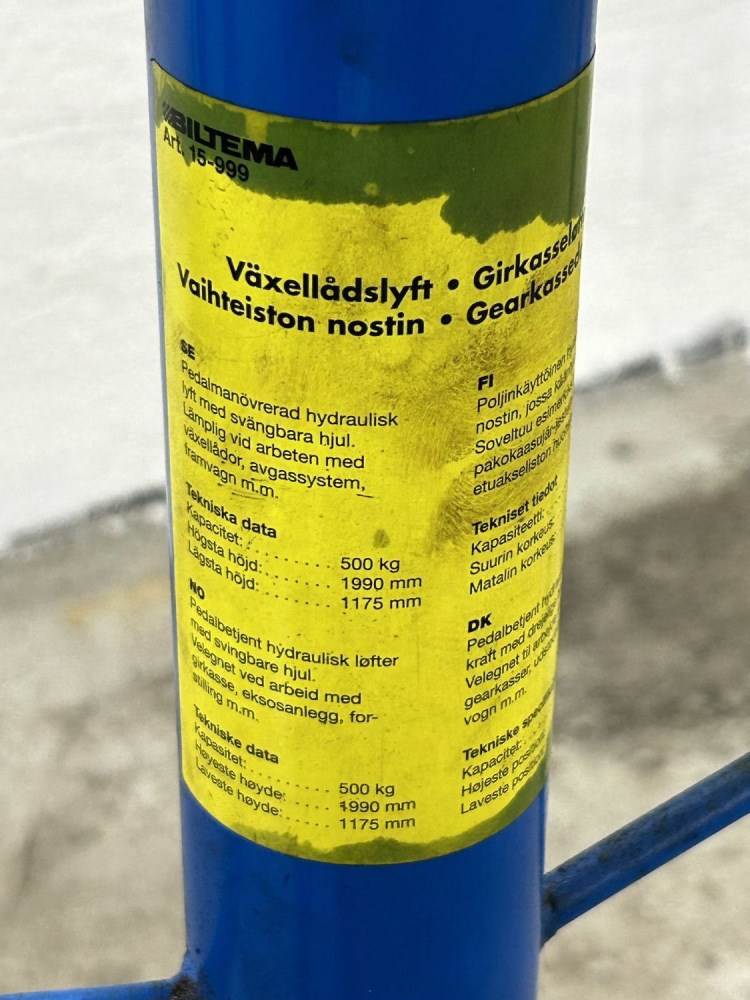 BILTEMA
Art. 15-999
Växellådslyft •
Vaihteiston nostin •
SE
Pedalmanövrerad hydraulisk
lyft med svängbara hjul.
Lämplig vid arbeten med
växellådor, avgassystem,
framvagn m.m.
Tekniska data
Kapacitet: 500 kg
Högsta höjd: 1990 mm
Lägsta höjd: 1175 mm
NO
Pedalbetjent hydraulisk løfter
med svingbare hjul.
Velegnet ved arbeid med
girkasse, eksosanlegg, for-
stilling m.m.
Tekniske data
Kapasitet: 500 kg
Høyeste høyde: 1990 mm
Laveste høyde: 1175 mm
FI
Poljinkäyttöinen
nostin, jossa
Soveltuu
etuakseliston
Tekniset tiedot
Kapasiteetti:
Suurin korkeus:
Matalin korkeus:
DK
Pedalbetjent
kraft med
Velegnet til
gearkasser,
vogn m.m.
Tekniske
Kapacitet:
Højeste
Laveste